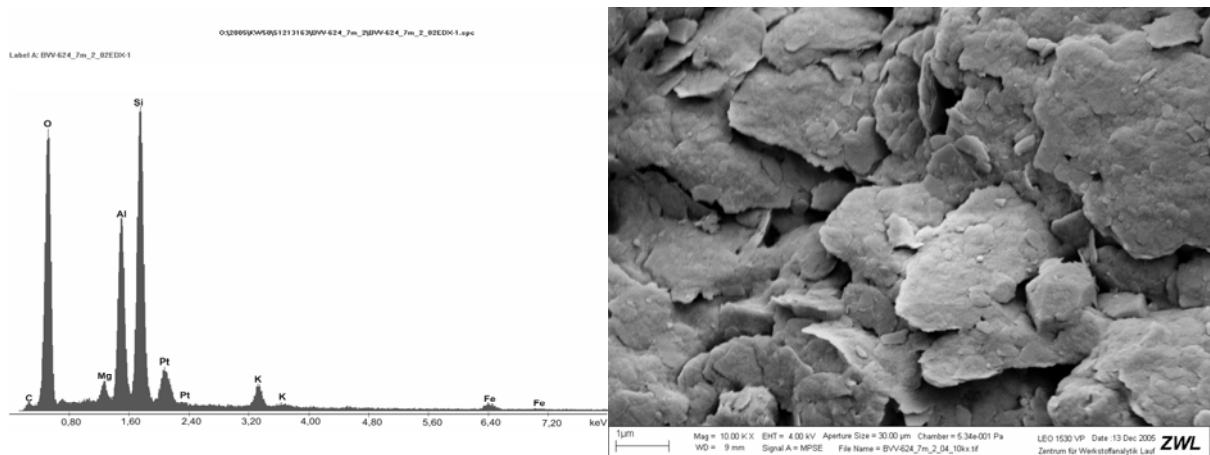 O:\2005\KW50\51213163\BVV-624_7m_2\BVV-624_7m_2_02EDX-1.spc
Label A: BVV-624_7m_2_02EDX-1
Si
O
Al
Pt
Mg
Pt
K
K
C
Fe
Fe
0,80 1,60 2,40 3,20 4,00 4,80 5,60 6,40 7,20 keV
1µm
Mag = 10.00 K X EHT = 4.00 kV Aperture Size = 30.00 µm Chamber = 5.34e-001 Pa
WD = 9 mm Signal A = MPSE File Name = BVV-624_7m_2_04_10kx.tif
LEO 1530 VP Date :13 Dec 2005
Zentrum für Werkstoffanalytik Lauf
ZWL